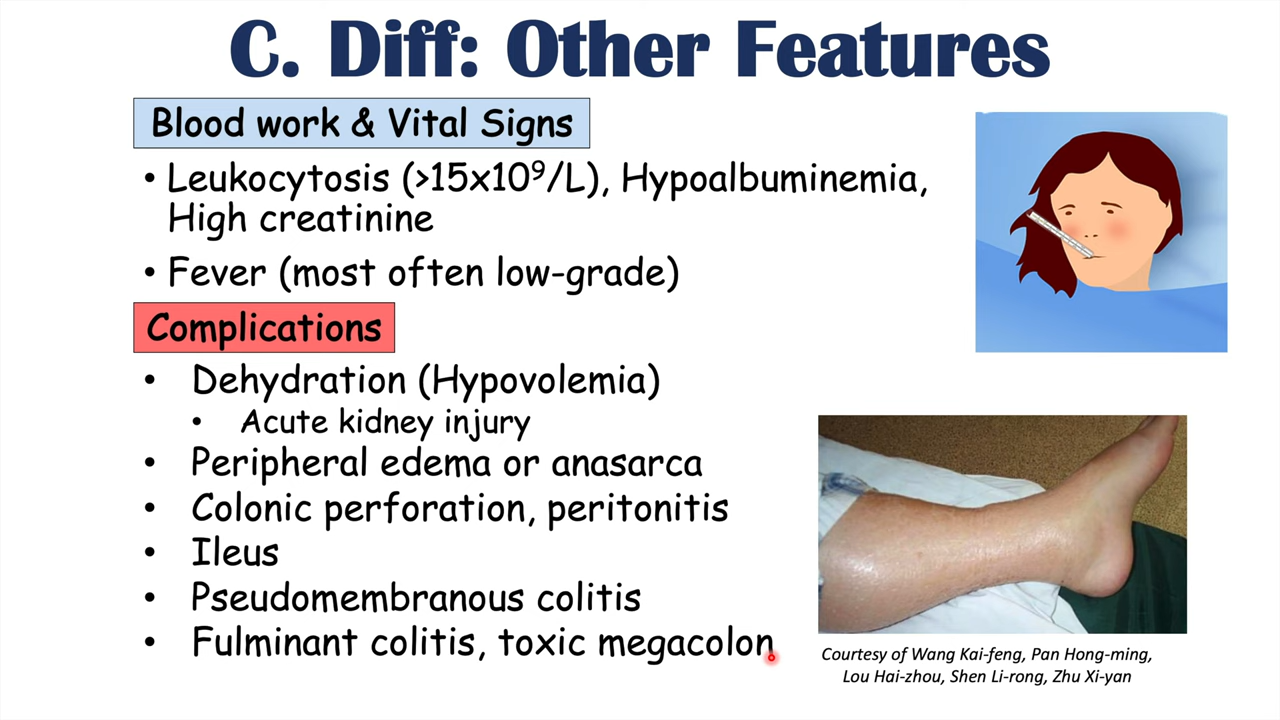 C. Diff: Other Features
Blood work & Vital Signs
• Leukocytosis (>15x10⁹/L), Hypoalbuminemia,
High creatinine
• Fever (most often low-grade)
Complications
• Dehydration (Hypovolemia)
• Acute kidney injury
• Peripheral edema or anasarca
• Colonic perforation, peritonitis
• Ileus
• Pseudomembranous colitis
• Fulminant colitis, toxic megacolon
Courtesy of Wang Kai-feng, Pan Hong-ming,
Lou Hai-zhou, Shen Li-rong, Zhu Xi-yan